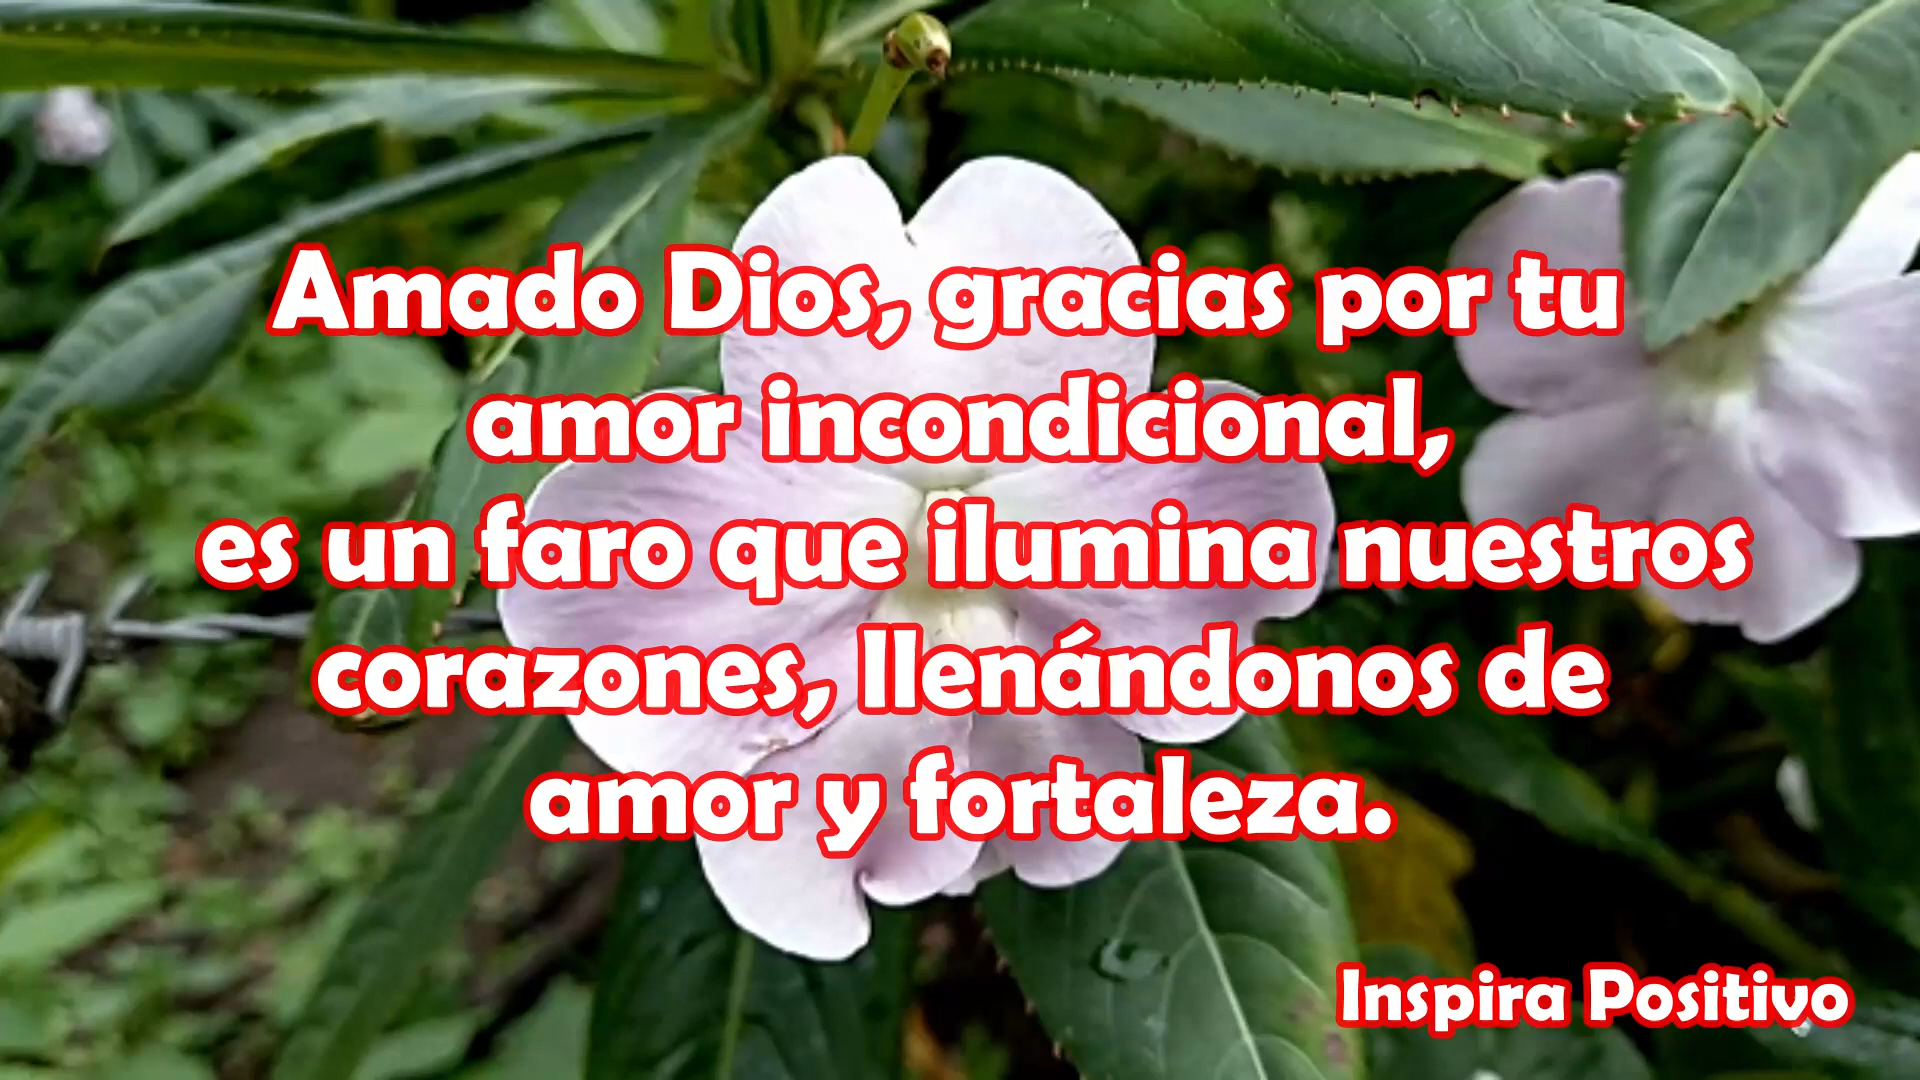 Amado Dios, gracias por tu
amor incondicional,
es un faro que ilumina nuestros
corazones, llenándonos de
amor y fortaleza.
Inspira Positivo